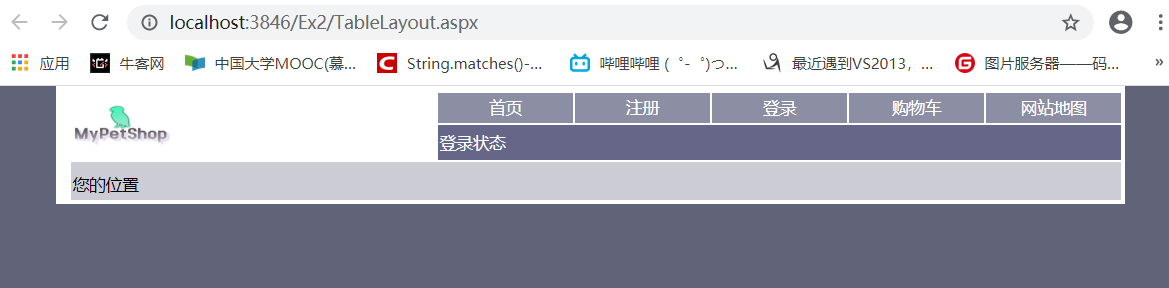 localhost:3846/Ex2/TableLayout.aspx
应用 牛客网 中国大学MOOC(慕... String.matches()-... 哔哩哔哩 ( ゜- ゜)つ... 最近遇到VS2013，... 图片服务器——码... »
MyPetShop
首页 注册 登录 购物车 网站地图
登录状态
您的位置